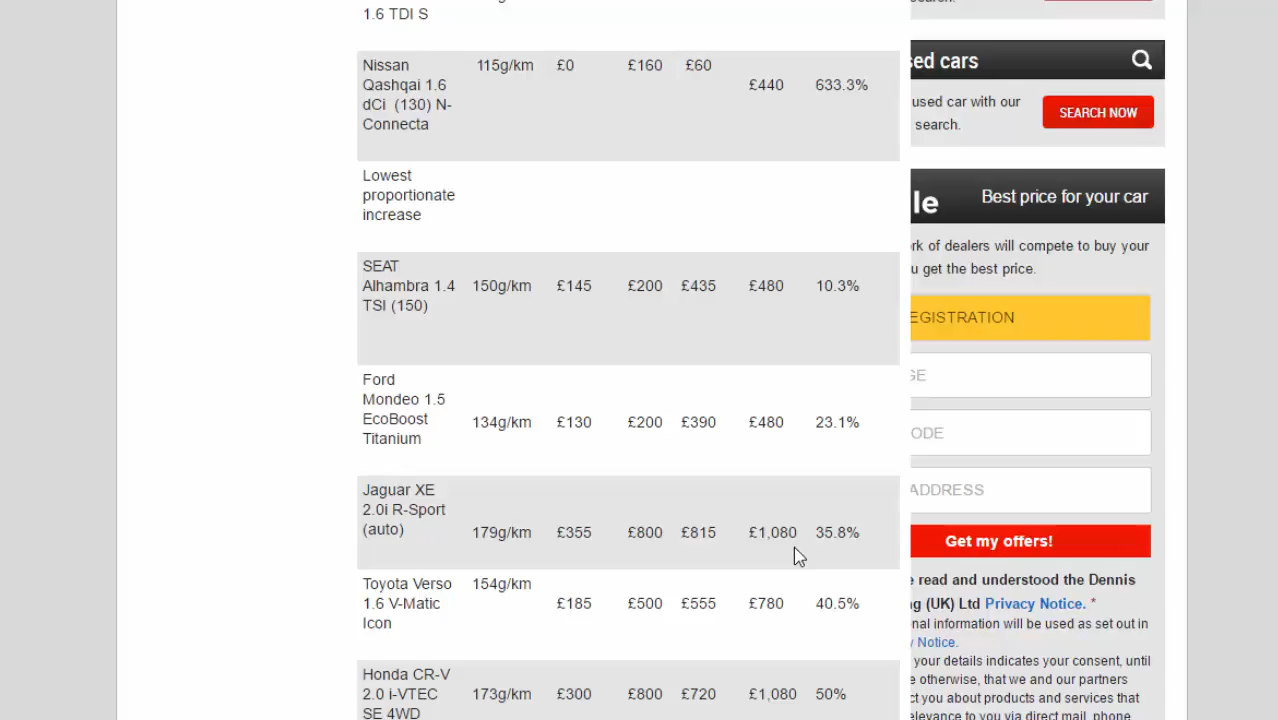 1.6 TDI S
Nissan 115g/km £0 £160 £60
Qashqai 1.6 £440 633.3%
dCi (130) N-
Connecta
Lowest
proportionate
increase
SEAT
Alhambra 1.4 150g/km £145 £200 £435 £480 10.3%
TSI (150)
Ford
Mondeo 1.5
EcoBoost 134g/km £130 £200 £390 £480 23.1%
Titanium
Jaguar XE
2.0i R-Sport
(auto) 179g/km £355 £800 £815 £1,080 35.8%
Toyota Verso 154g/km
1.6 V-Matic £185 £500 £555 £780 40.5%
Icon
Honda CR-V
2.0 i-VTEC 173g/km £300 £800 £720 £1,080 50%
SE 4WD
sed cars
used car with our
search.
SEARCH NOW
le Best price for your car
rk of dealers will compete to buy your
u get the best price.
EGISTRATION
GE
ODE
ADDRESS
Get my offers!
e read and understood the Dennis
ng (UK) Ltd Privacy Notice. *
nal information will be used as set out in
y Notice.
your details indicates your consent, until
e otherwise, that we and our partners
ct you about products and services that
elevance to you via direct mail, phone